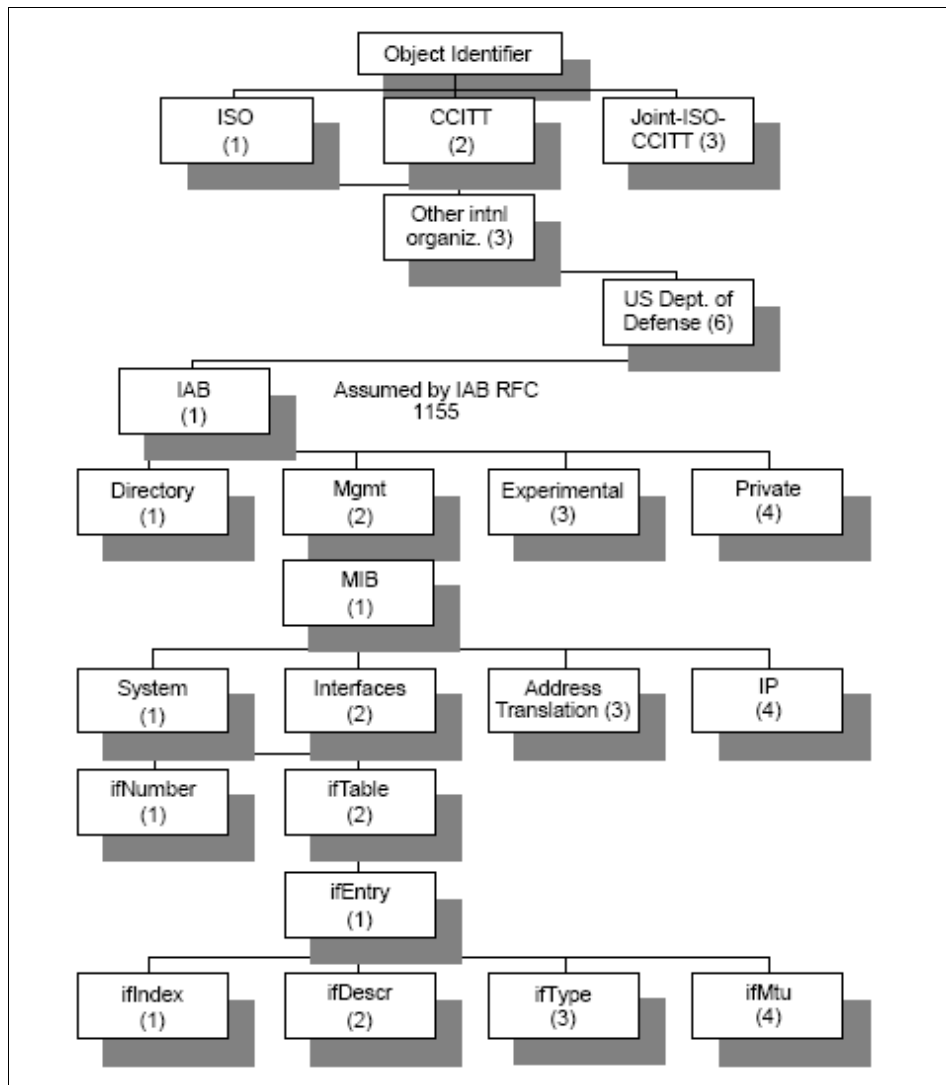 Object Identifier
ISO
(1)
CCITT
(2)
Joint-ISO-
CCITT (3)
Other intnl
organiz. (3)
US Dept. of
Defense (6)
IAB
(1)
Assumed by IAB RFC
1155
Directory
(1)
Mgmt
(2)
Experimental
(3)
Private
(4)
MIB
(1)
System
(1)
Interfaces
(2)
Address
Translation (3)
IP
(4)
ifNumber
(1)
ifTable
(2)
ifEntry
(1)
ifIndex
(1)
ifDescr
(2)
ifType
(3)
ifMtu
(4)